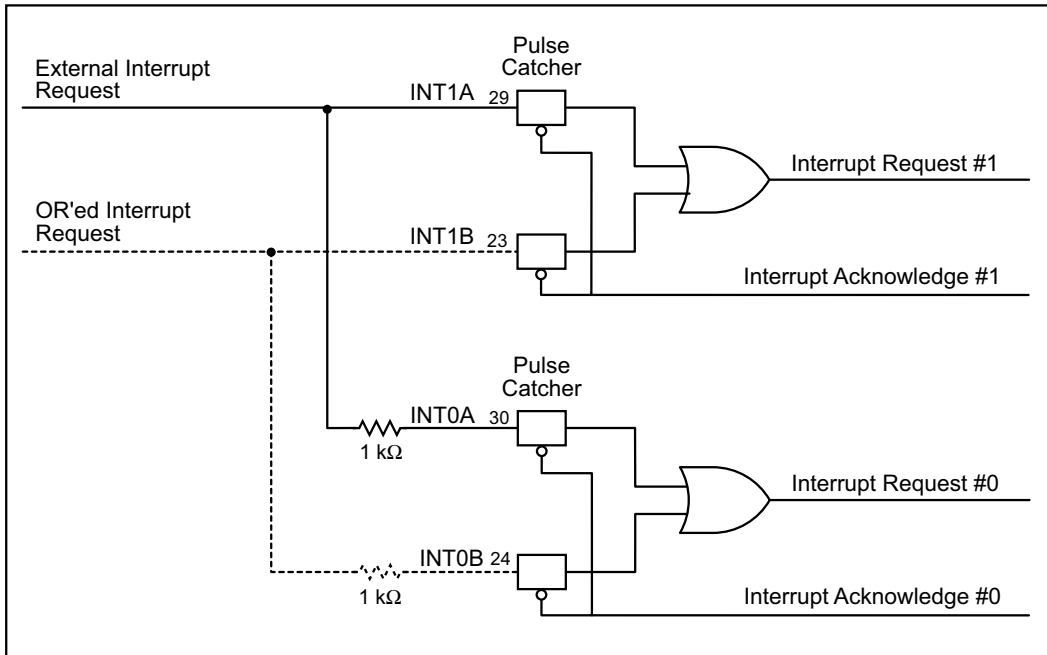 Pulse
Catcher
External Interrupt
Request
INT1A
29
Interrupt Request #1
OR'ed Interrupt
Request
INT1B
23
Interrupt Acknowledge #1
Pulse
Catcher
INT0A
30
1 kΩ
Interrupt Request #0
INT0B
24
1 kΩ
Interrupt Acknowledge #0